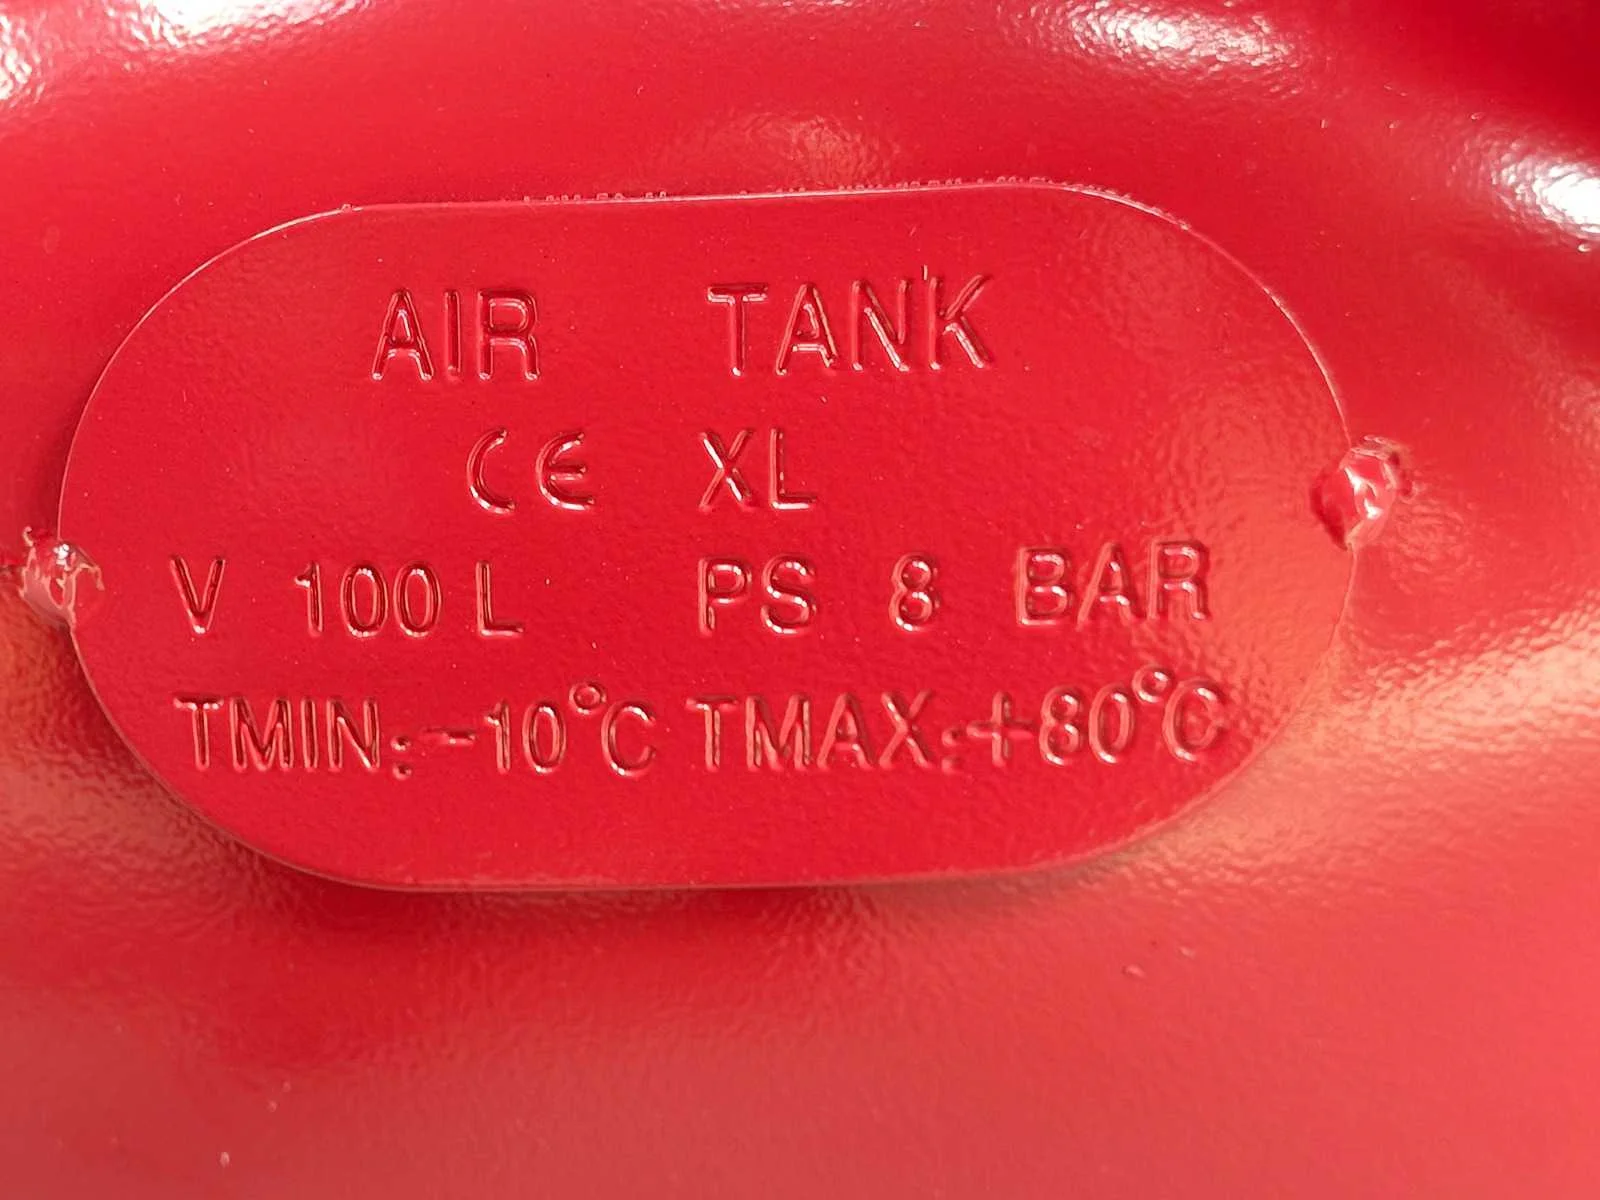 AIR TANK
CE XL
V 100 L PS 8 BAR
TMIN:-10°C TMAX:+80°C